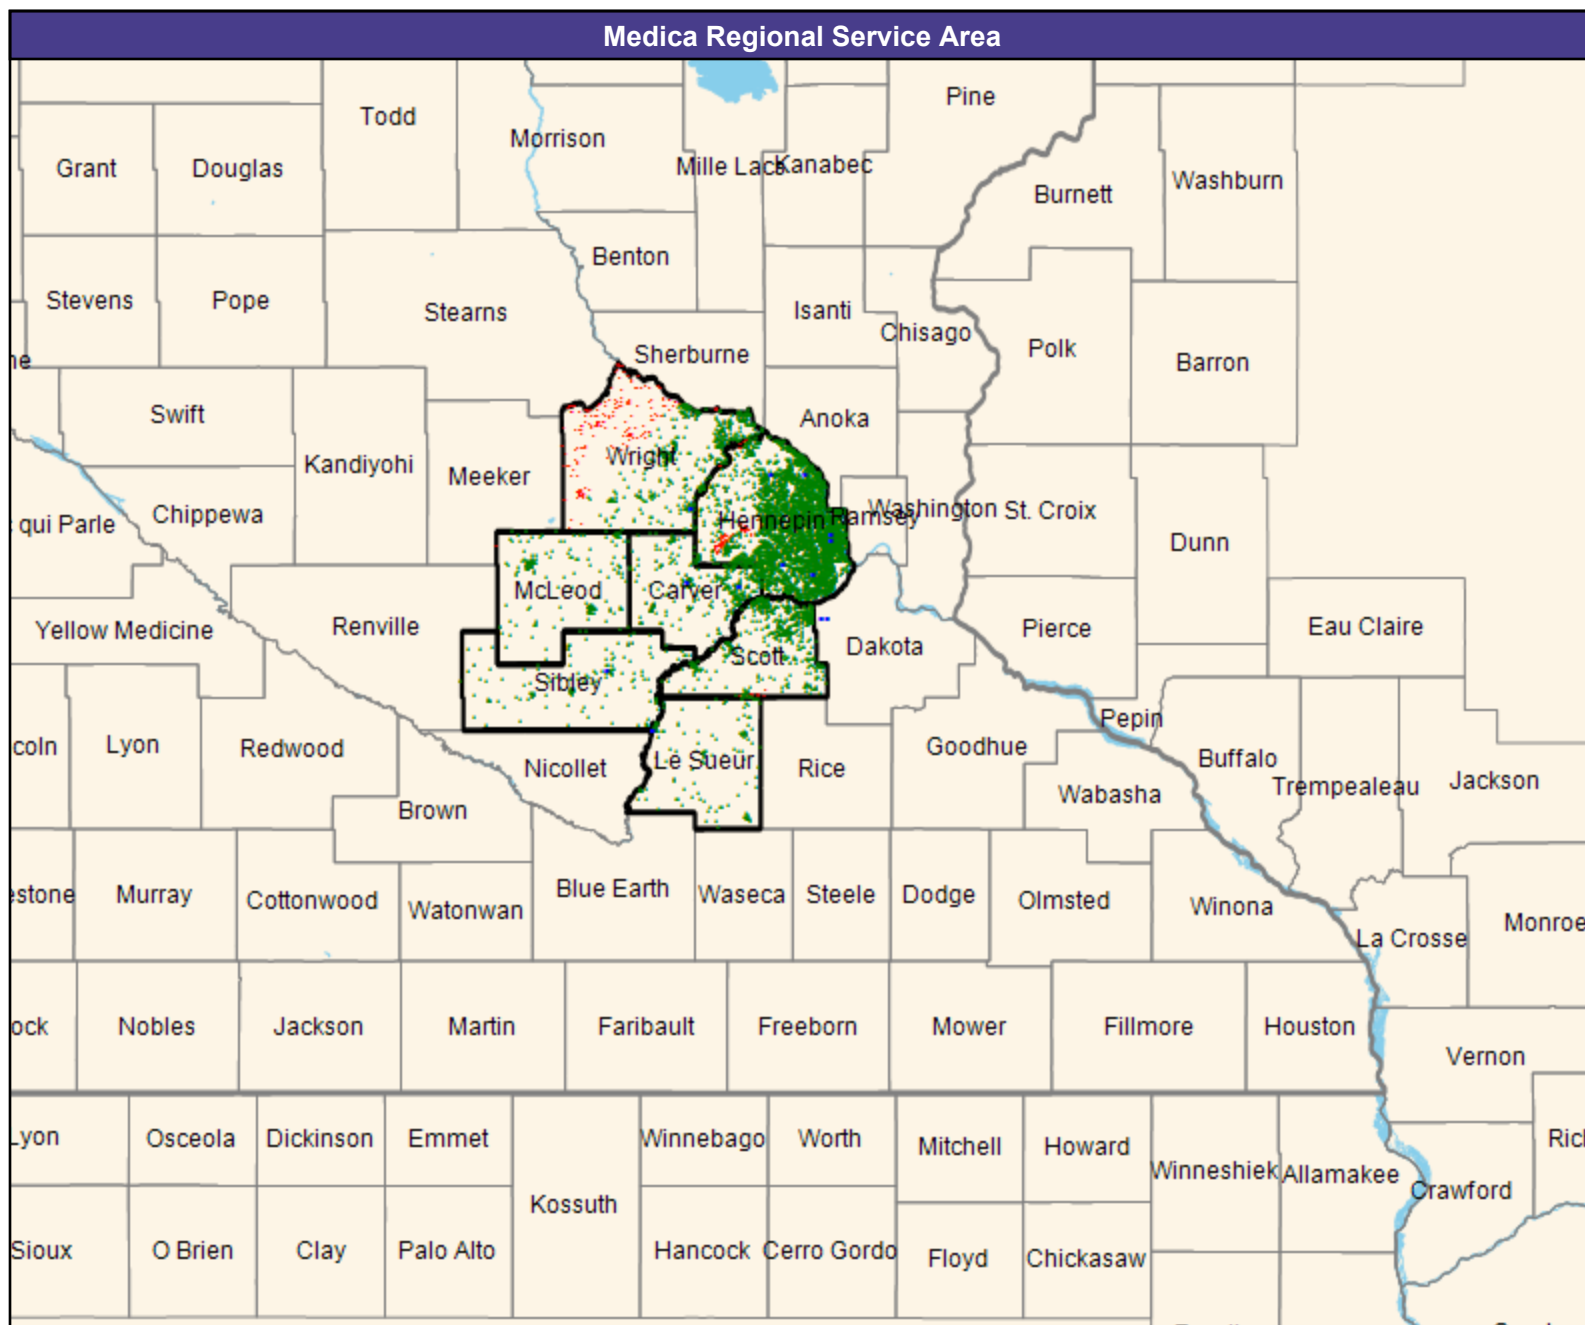 Medica Regional Service Area
Pine
Todd
Morrison
Mille Lacs
Kanabec
Grant
Douglas
Washburn
Burnett
Benton
Stevens
Pope
Stearns
Isanti
Chisago
Sherburne
Polk
Barron
Swift
Anoka
Kandiyohi
Wright
Meeker
Chippewa
qui Parle
Hennepin
Ramsey
Washington
St. Croix
Dunn
McLeod
Carver
Yellow Medicine
Renville
Pierce
Eau Claire
Dakota
Scott
Sibley
Pepin
coln
Lyon
Redwood
Goodhue
Nicollet
Le Sueur
Rice
Buffalo
Trempealeau
Jackson
Brown
Wabasha
estone
Murray
Cottonwood
Watonwan
Blue Earth
Waseca
Steele
Dodge
Olmsted
Winona
La Crosse
Monroe
ock
Nobles
Jackson
Martin
Faribault
Freeborn
Mower
Fillmore
Houston
Vernon
Lyon
Osceola
Dickinson
Emmet
Winnebago
Worth
Mitchell
Howard
Winneshiek
Allamakee
Crawford
Kossuth
Sioux
O Brien
Clay
Palo Alto
Hancock
Cerro Gordo
Floyd
Chickasaw